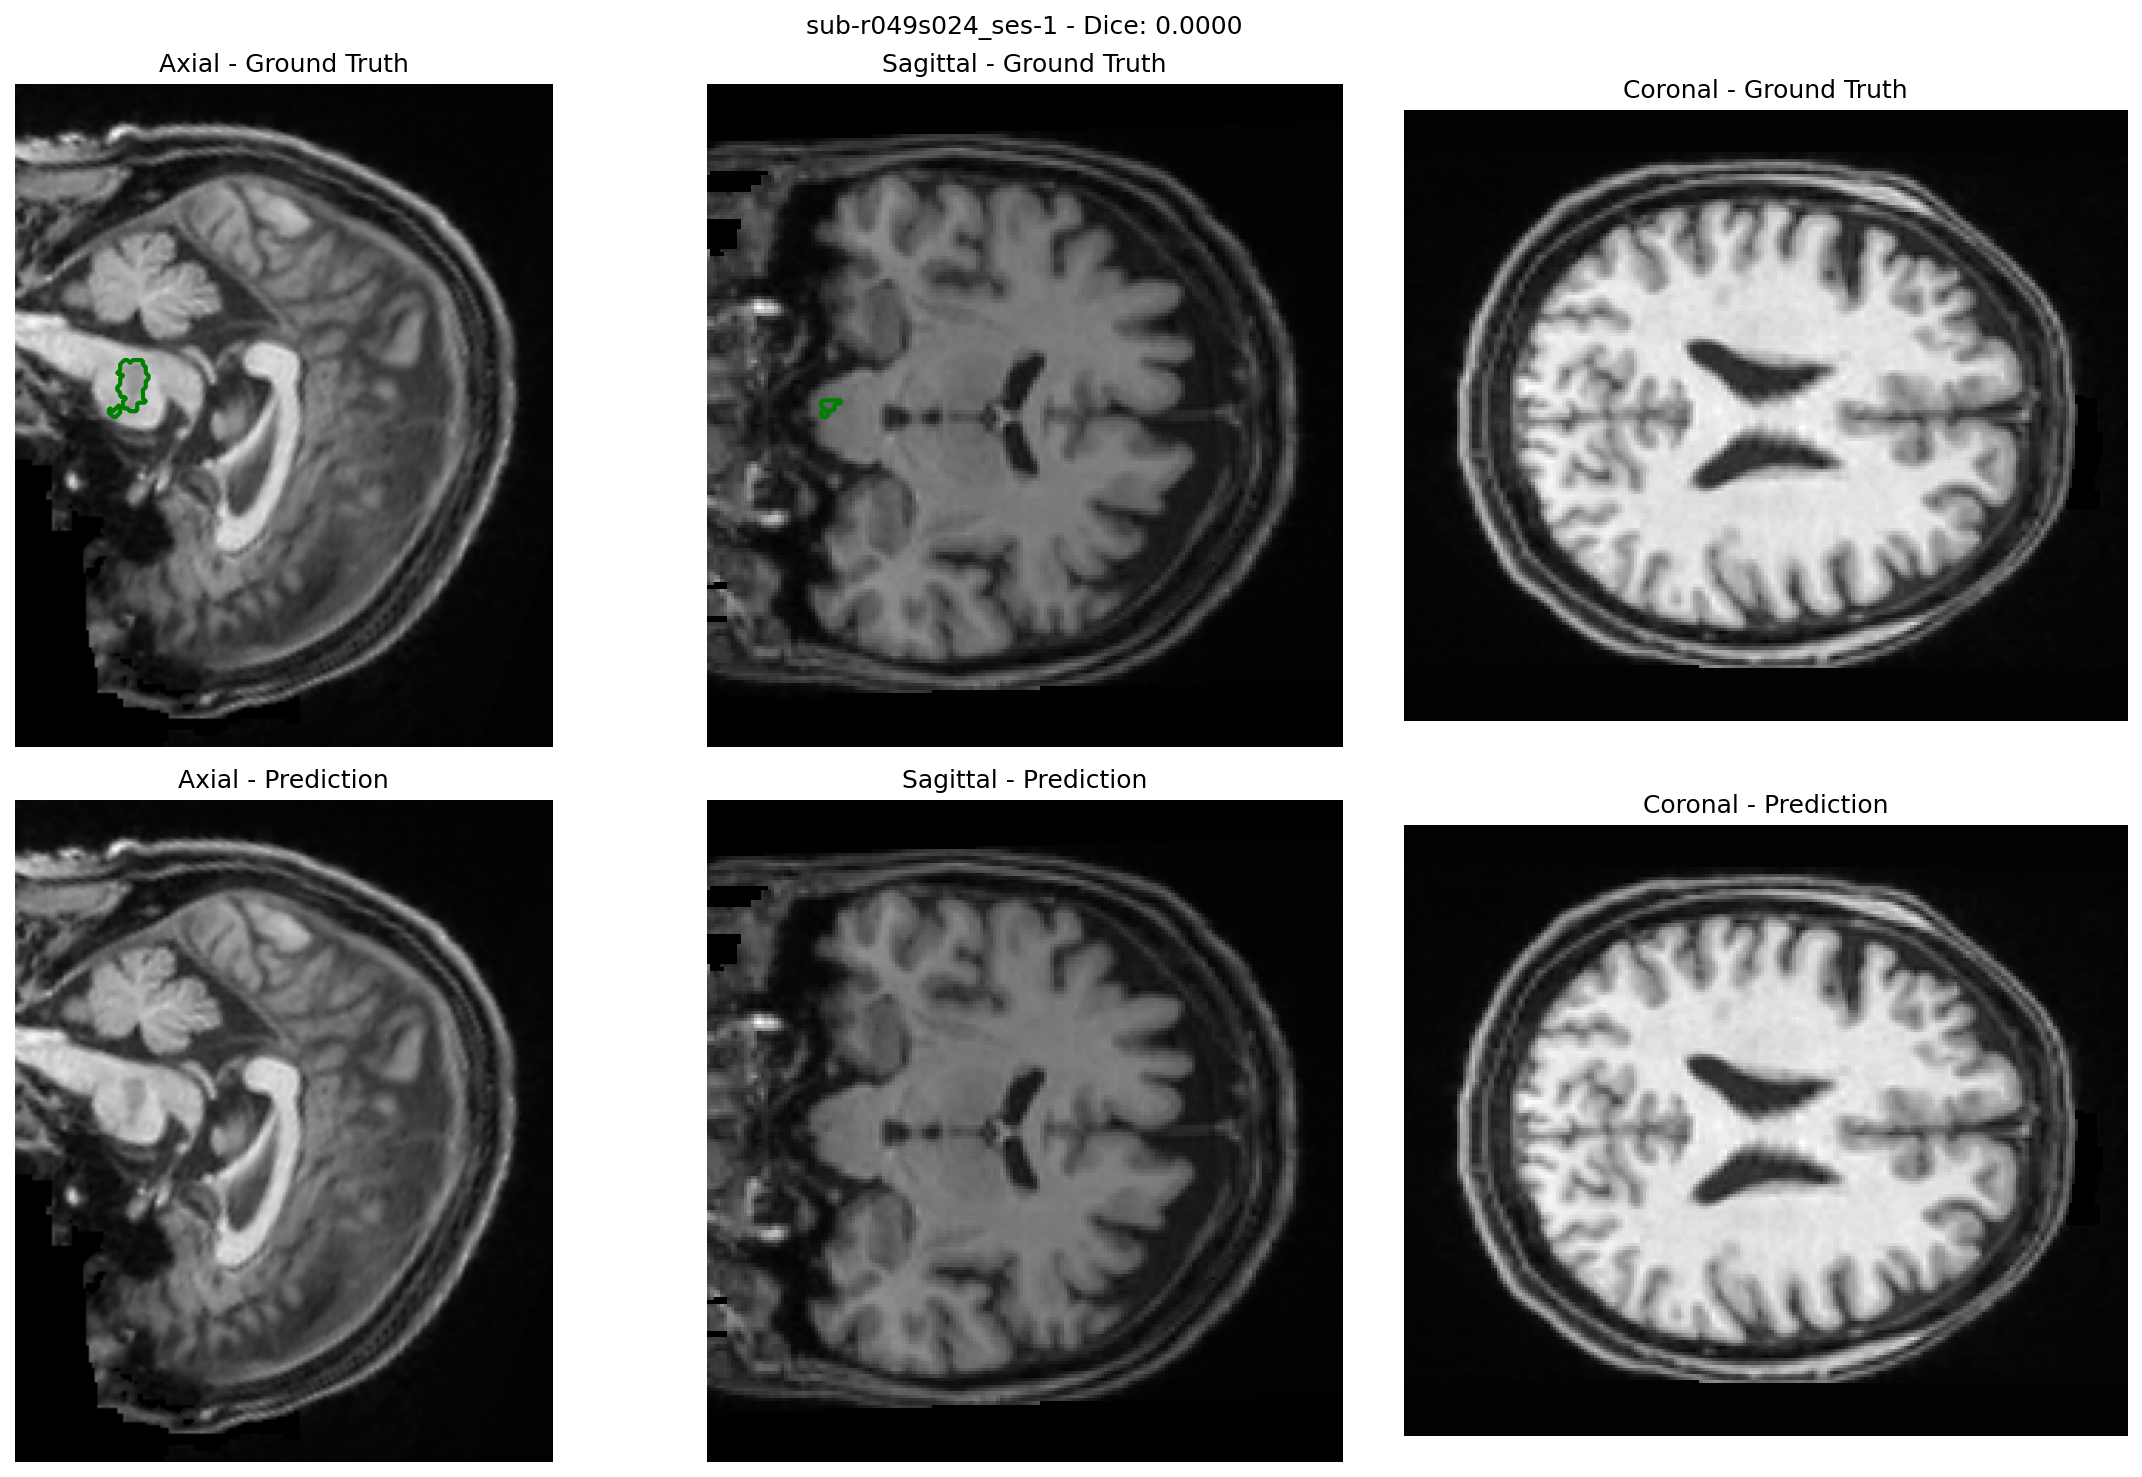 sub-r049s024_ses-1 - Dice: 0.0000
Axial - Ground Truth
Sagittal - Ground Truth
Coronal - Ground Truth
Axial - Prediction
Sagittal - Prediction
Coronal - Prediction